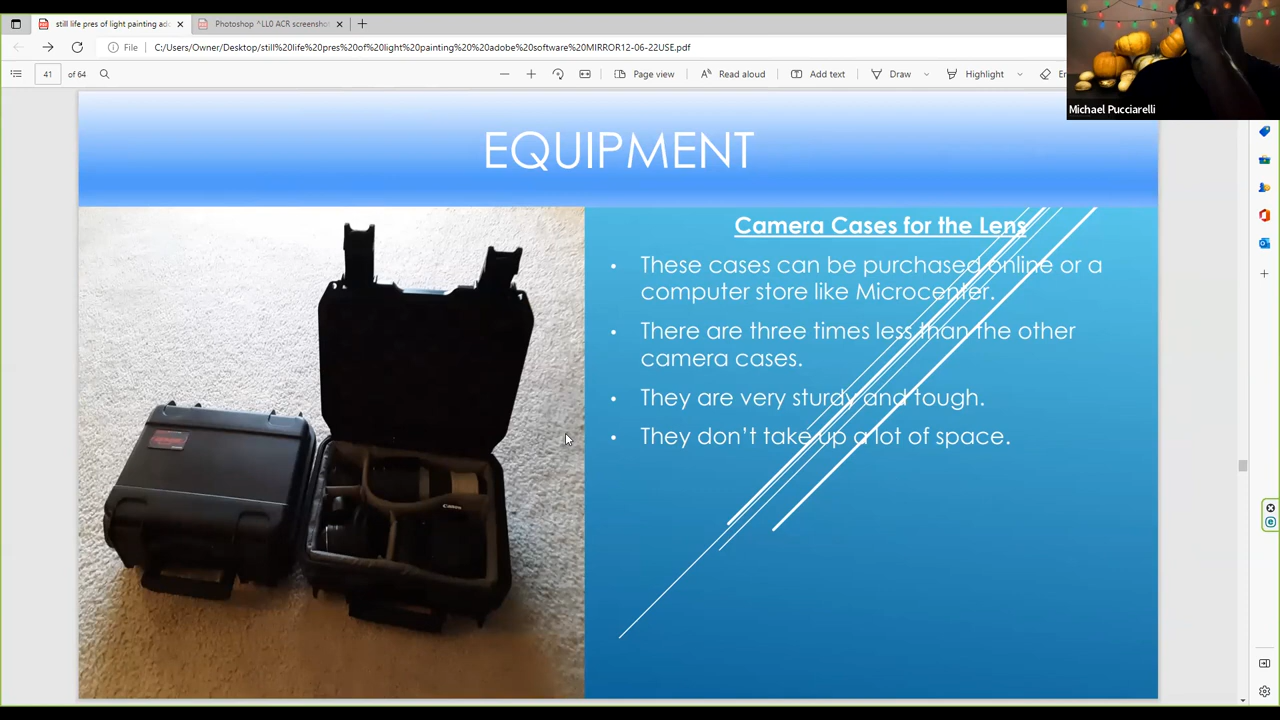 still life pres of light painting ado
Photoshop ^LL0 ACR screenshot
File
C:/Users/Owner/Desktop/still%20life%20pres%20of%20light%20painting%20%20adobe%20software%20MIRROR12-06-22USE.pdf
41 of 64
Page view
Read aloud
Add text
Draw
Highlight
Michael Pucciarelli
EQUIPMENT
Camera Cases for the Lens
• These cases can be purchased online or a
computer store like Microcenter.
• There are three times less than the other
camera cases.
• They are very sturdy and tough.
• They don't take up a lot of space.
Canon